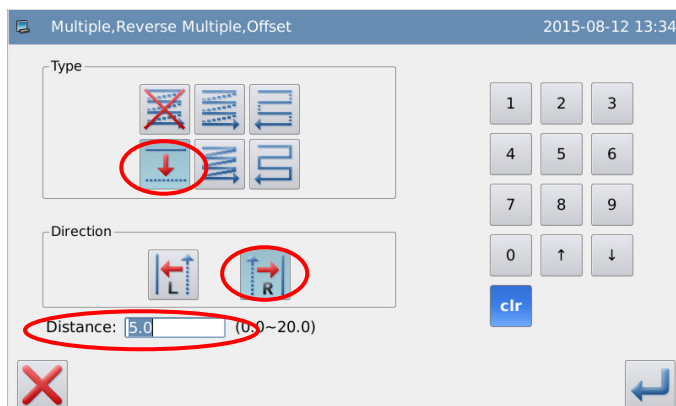 Multiple,Reverse Multiple,Offset 2015-08-12 13:34
Type
1 2 3
4 5 6
7 8 9
Direction
L R
0 ↑ ↓
clr
Distance: 5.0 (0.0~20.0)